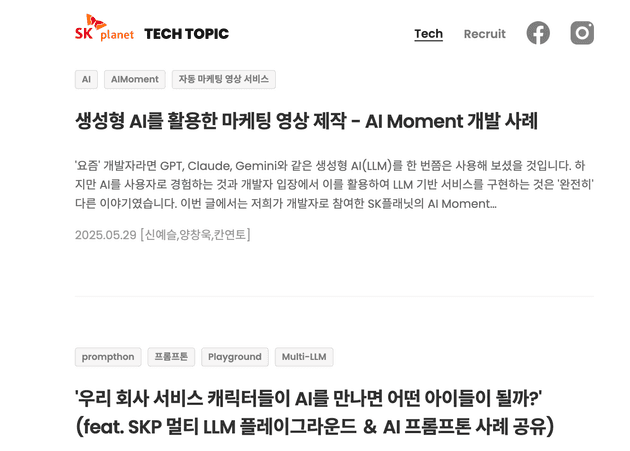 SK planet TECH TOPIC
Tech Recruit
AI AIMoment 자동 마케팅 영상 서비스
생성형 AI를 활용한 마케팅 영상 제작 - AI Moment 개발 사례
'요즘' 개발자라면 GPT, Claude, Gemini와 같은 생성형 AI(LLM)를 한 번쯤은 사용해 보셨을 것입니다. 하
지만 AI를 사용자로 경험하는 것과 개발자 입장에서 이를 활용하여 LLM 기반 서비스를 구현하는 것은 '완전히'
다른 이야기였습니다. 이번 글에서는 저희가 개발자로 참여한 SK플래닛의 AI Moment...
2025.05.29 [신예슬,양창욱,칸연토]
prompthon 프롬프톤 Playground Multi-LLM
'우리 회사 서비스 캐릭터들이 AI를 만나면 어떤 아이들이 될까?'
(feat. SKP 멀티 LLM 플레이그라운드 & AI 프롬프톤 사례 공유)